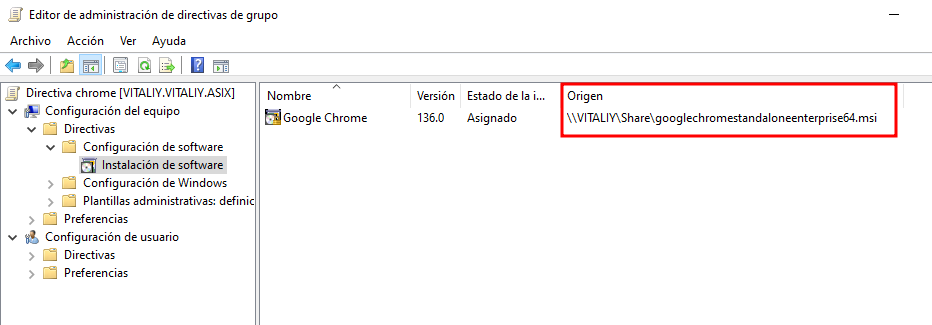 Editor de administración de directivas de grupo
Archivo Acción Ver Ayuda
Directiva chrome [VITALIY.VITALIY.ASIX]
Configuración del equipo
Directivas
Configuración de software
Instalación de software
Configuración de Windows
Plantillas administrativas: definic
Preferencias
Configuración de usuario
Directivas
Preferencias
Nombre Versión Estado de la i... Origen
Google Chrome 136.0 Asignado \\VITALIY\Share\googlechromestandaloneenterprise64.msi